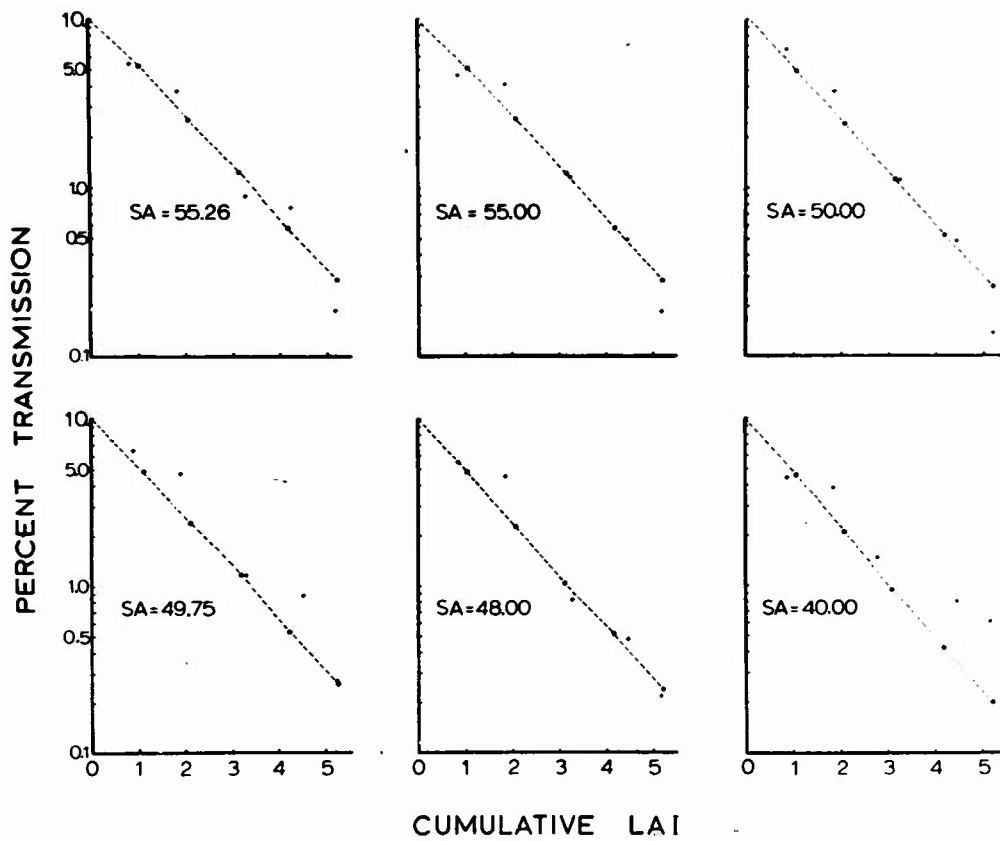 PERCENT TRANSMISSION
10
5.0
1.0
0.5
0.1
SA = 55.26
SA = 55.00
SA = 50.00
10
5.0
1.0
0.5
0.1
SA = 49.75
SA = 48.00
SA = 40.00
0 1 2 3 4 5
0 1 2 3 4 5
0 1 2 3 4 5
CUMULATIVE LAI